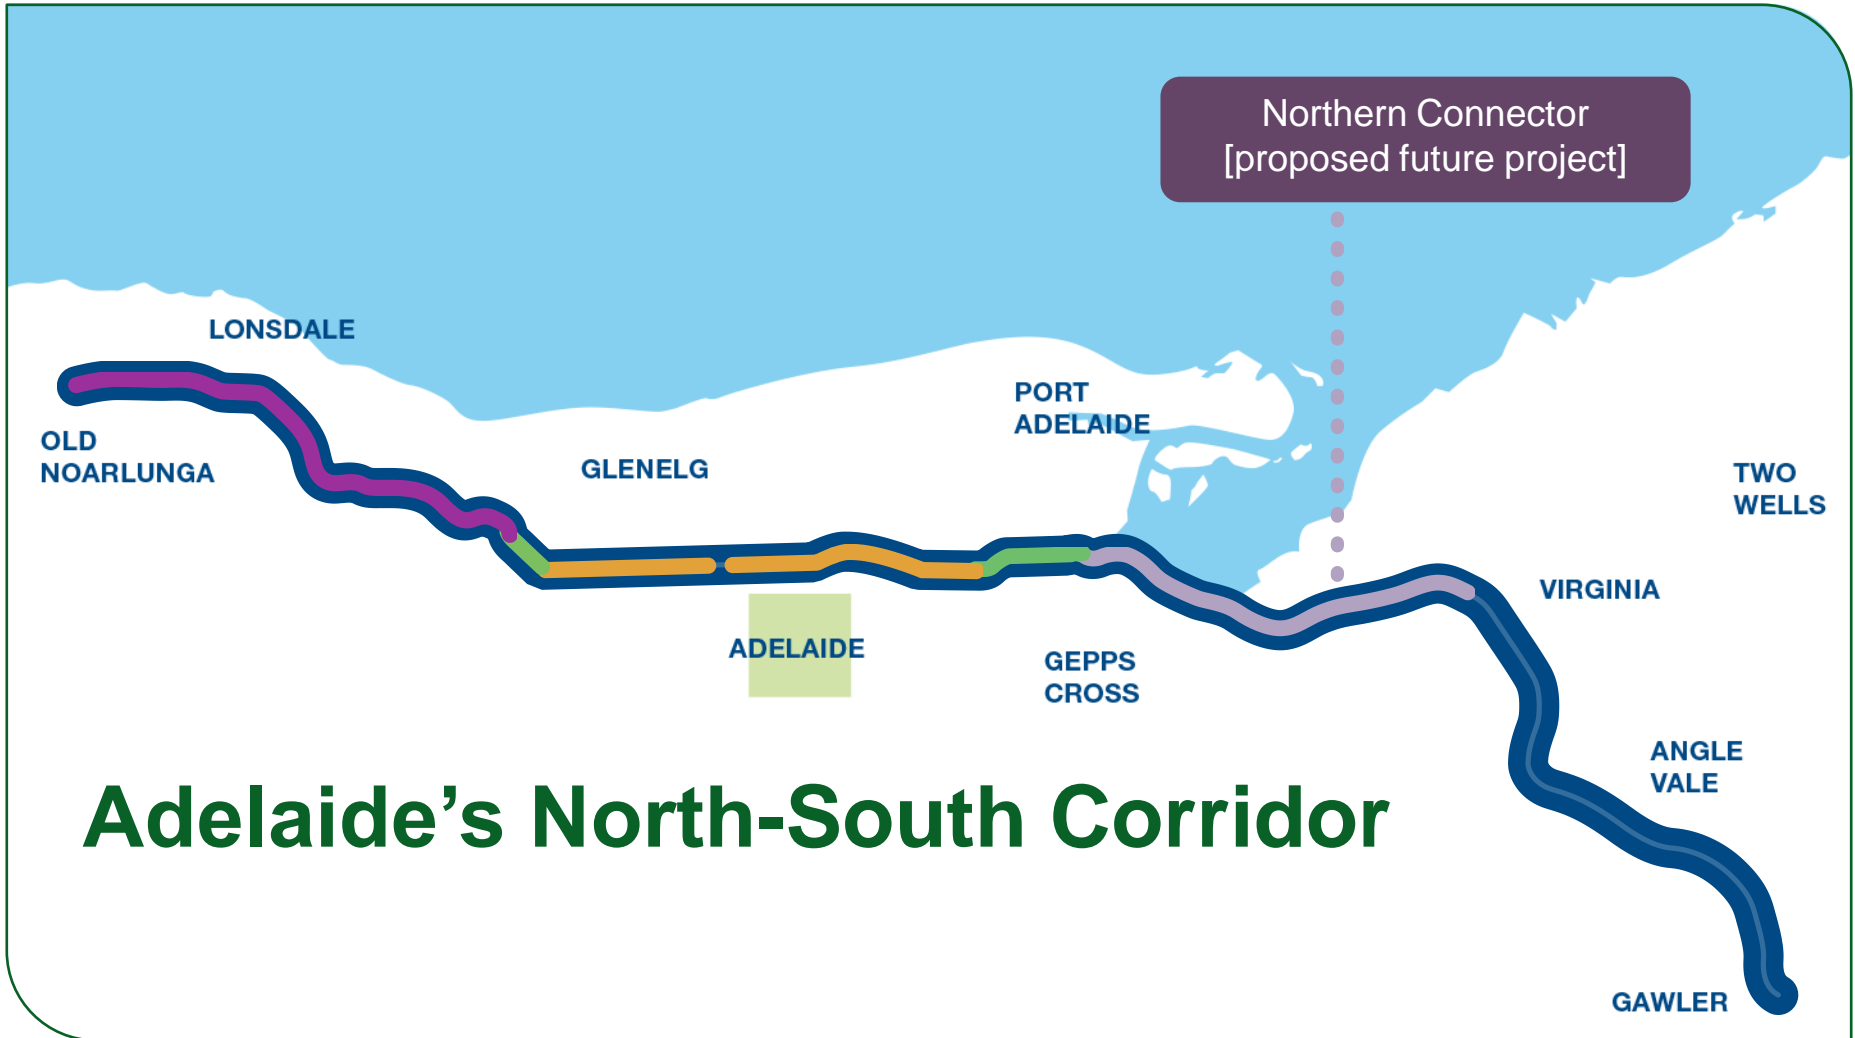 Northern Connector
[proposed future project]
LONSDALE
OLD
NOARLUNGA
GLENELG
PORT
ADELAIDE
TWO
WELLS
VIRGINIA
ADELAIDE
GEPPS
CROSS
ANGLE
VALE
Adelaide’s North-South Corridor
GAWLER